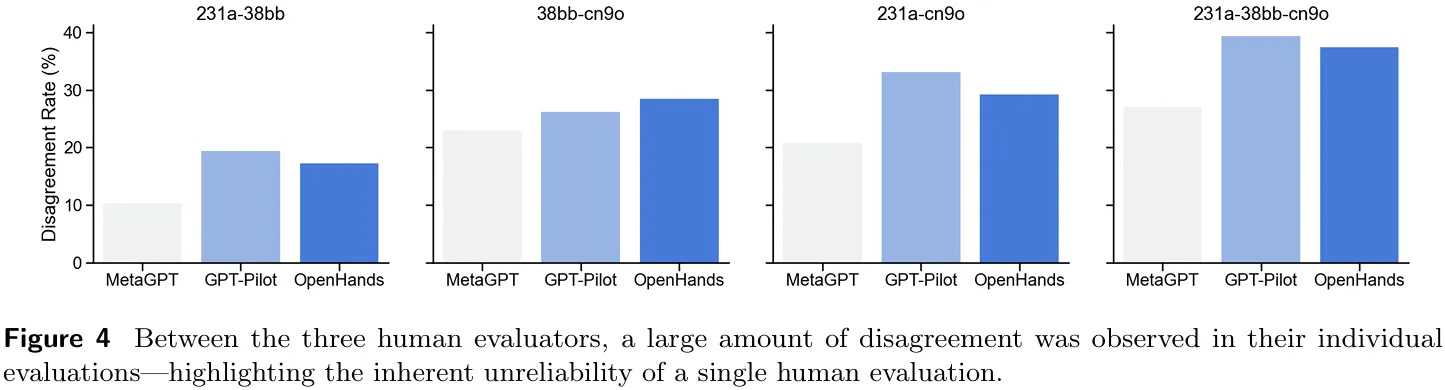 231a-38bb
38bb-cn9o
231a-cn9o
231a-38bb-cn9o
Disagreement Rate (%)
40
30
20
10
0
MetaGPT GPT-Pilot OpenHands
MetaGPT GPT-Pilot OpenHands
MetaGPT GPT-Pilot OpenHands
MetaGPT GPT-Pilot OpenHands
Figure 4 Between the three human evaluators, a large amount of disagreement was observed in their individual
evaluations—highlighting the inherent unreliability of a single human evaluation.